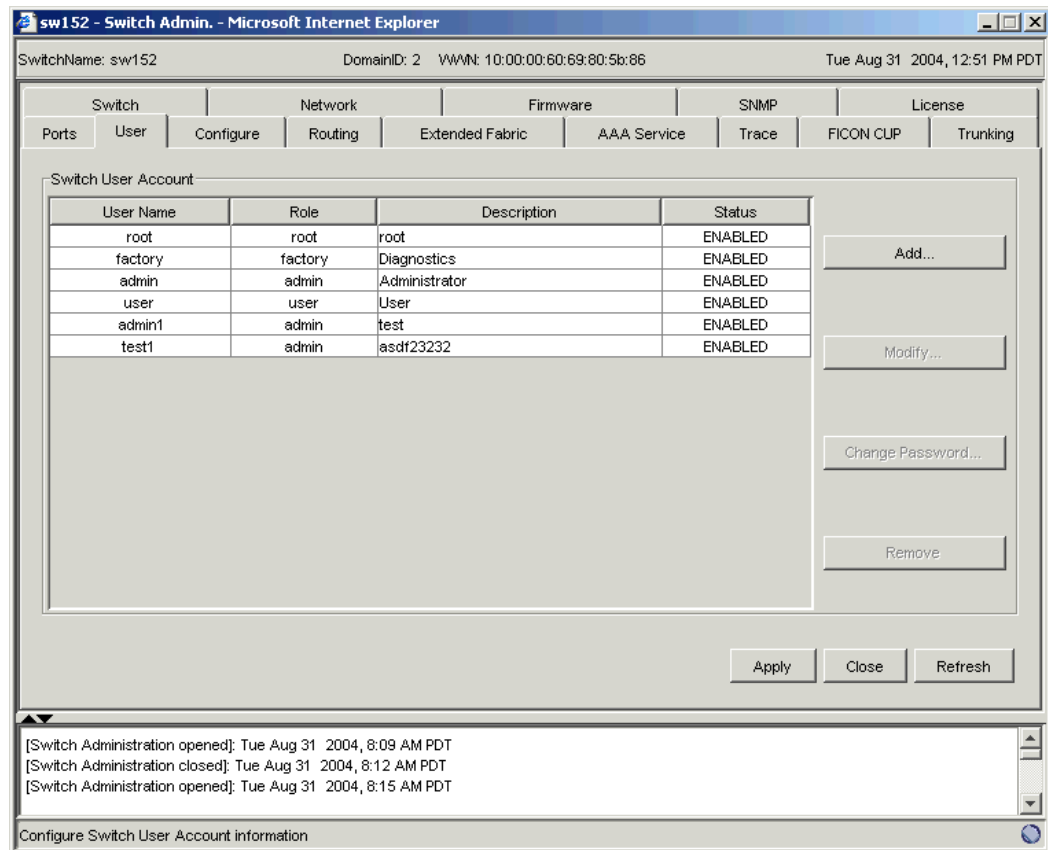 sw152 - Switch Admin. - Microsoft Internet Explorer
SwitchName: sw152 DomainID: 2 WWN: 10:00:00:60:69:80:5b:86 Tue Aug 31 2004, 12:51 PM PDT
Switch Network Firmware SNMP License
Ports User Configure Routing Extended Fabric AAA Service Trace FICON CUP Trunking
Switch User Account
User Name Role Description Status
root root root ENABLED
factory factory Diagnostics ENABLED
admin admin Administrator ENABLED
user user User ENABLED
admin1 admin test ENABLED
test1 admin asdf23232 ENABLED
Add...
Modify...
Change Password...
Remove
Apply Close Refresh
[Switch Administration opened]: Tue Aug 31 2004, 8:09 AM PDT
[Switch Administration closed]: Tue Aug 31 2004, 8:12 AM PDT
[Switch Administration opened]: Tue Aug 31 2004, 8:15 AM PDT
Configure Switch User Account information